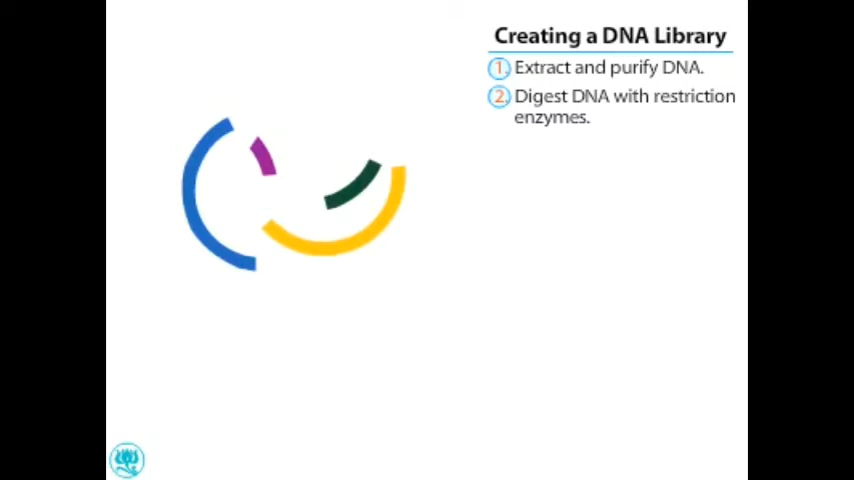 Creating a DNA Library
1. Extract and purify DNA.
2. Digest DNA with restriction
enzymes.